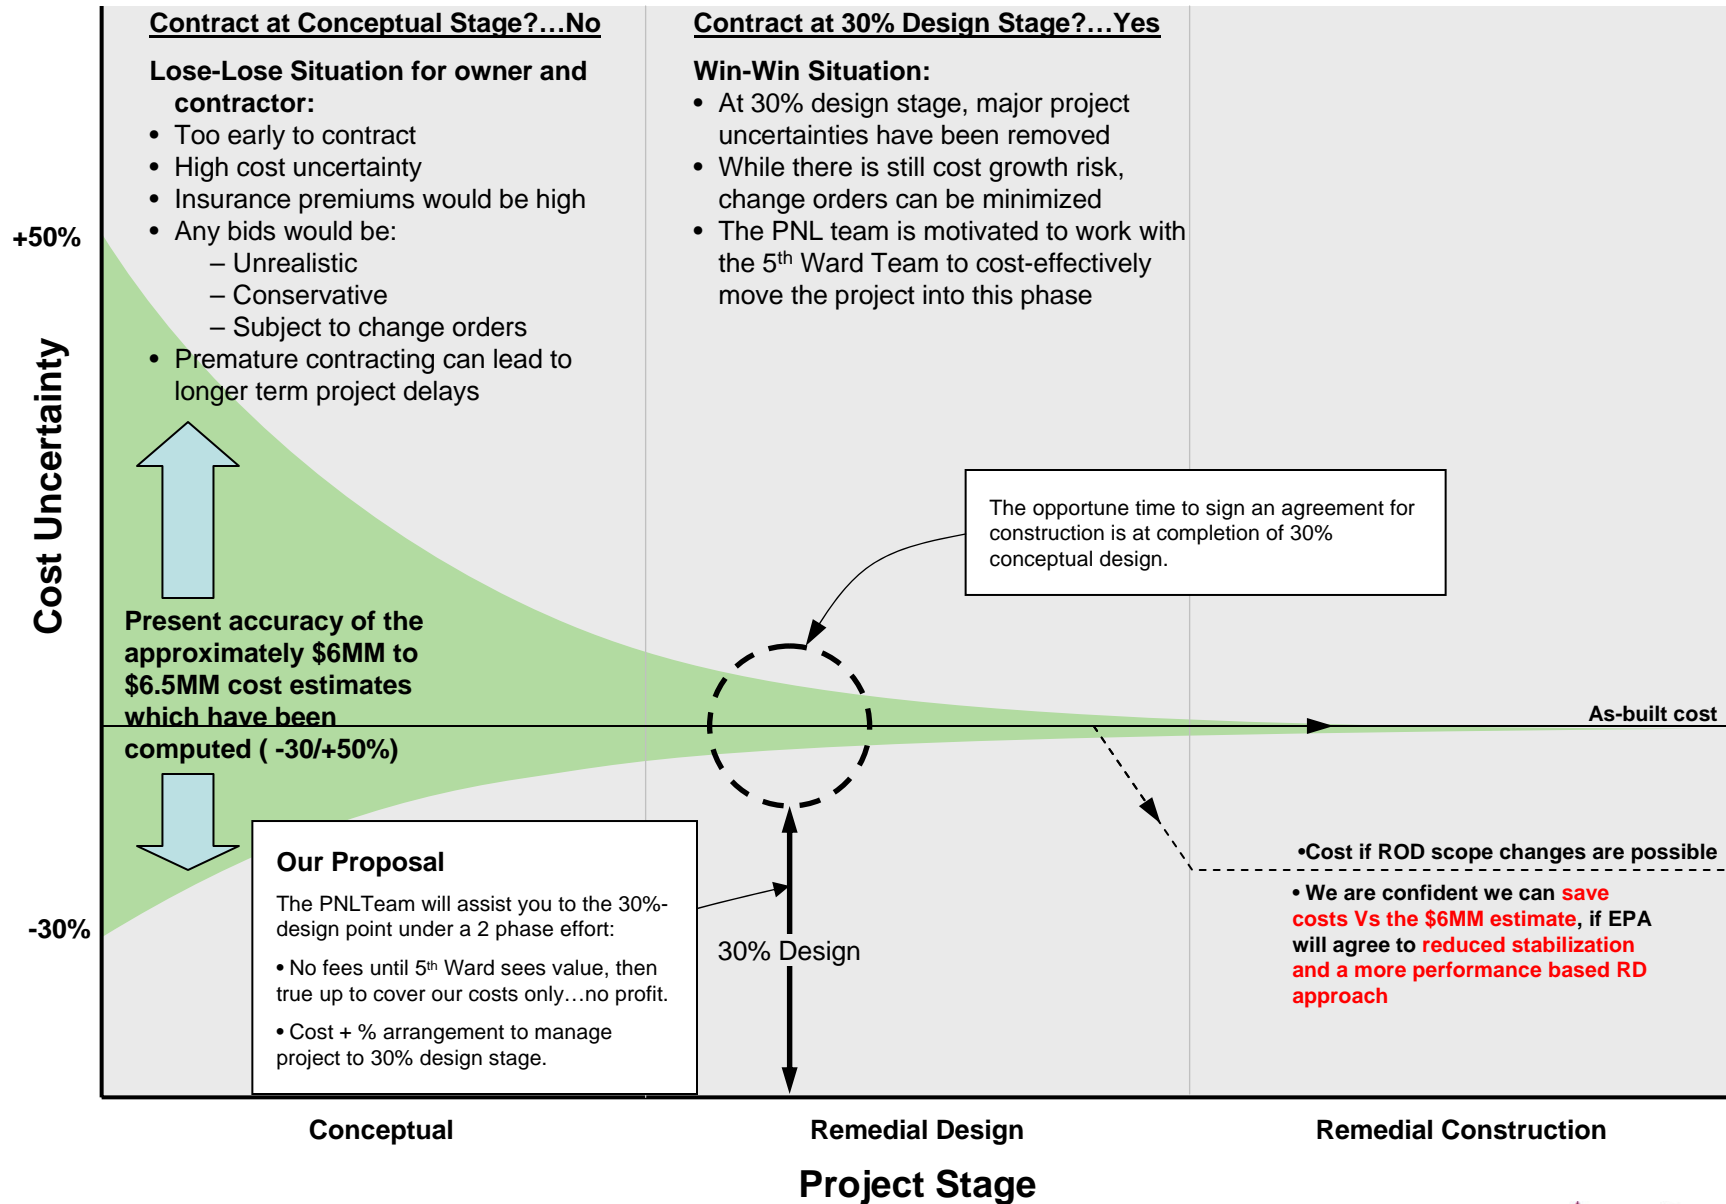 Contract at Conceptual Stage?…No
Lose-Lose Situation for owner and
contractor:
• Too early to contract
• High cost uncertainty
• Insurance premiums would be high
• Any bids would be:
– Unrealistic
– Conservative
– Subject to change orders
• Premature contracting can lead to
longer term project delays
Contract at 30% Design Stage?…Yes
Win-Win Situation:
• At 30% design stage, major project
uncertainties have been removed
• While there is still cost growth risk,
change orders can be minimized
• The PNL team is motivated to work with
the 5th Ward Team to cost-effectively
move the project into this phase
+50%
Cost Uncertainty
-30%
The opportune time to sign an agreement for
construction is at completion of 30%
conceptual design.
Present accuracy of the
approximately $6MM to
$6.5MM cost estimates
which have been
computed ( -30/+50%)
As-built cost
Our Proposal
The PNLTeam will assist you to the 30%-
design point under a 2 phase effort:
• No fees until 5th Ward sees value, then
true up to cover our costs only…no profit.
• Cost + % arrangement to manage
project to 30% design stage.
30% Design
•Cost if ROD scope changes are possible
• We are confident we can save
costs Vs the $6MM estimate, if EPA
will agree to reduced stabilization
and a more performance based RD
approach
Conceptual
Remedial Design
Remedial Construction
Project Stage